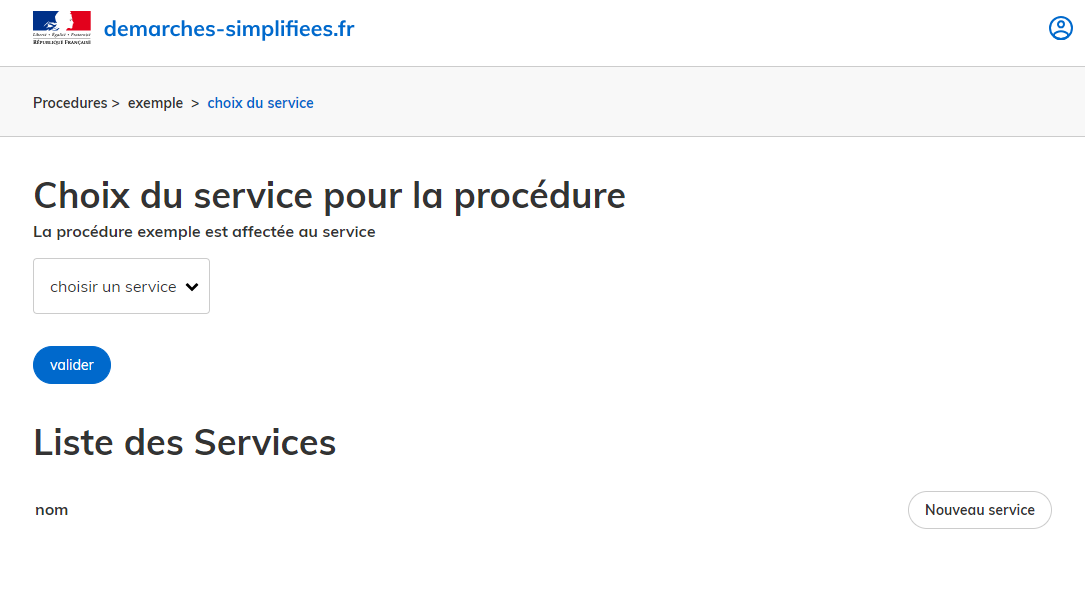 Liberté • Égalité • Fraternité
RÉPUBLIQUE FRANÇAISE
demarches-simplifiees.fr
Procedures > exemple > choix du service
Choix du service pour la procédure
La procédure exemple est affectée au service
choisir un service
valider
Liste des Services
nom
Nouveau service